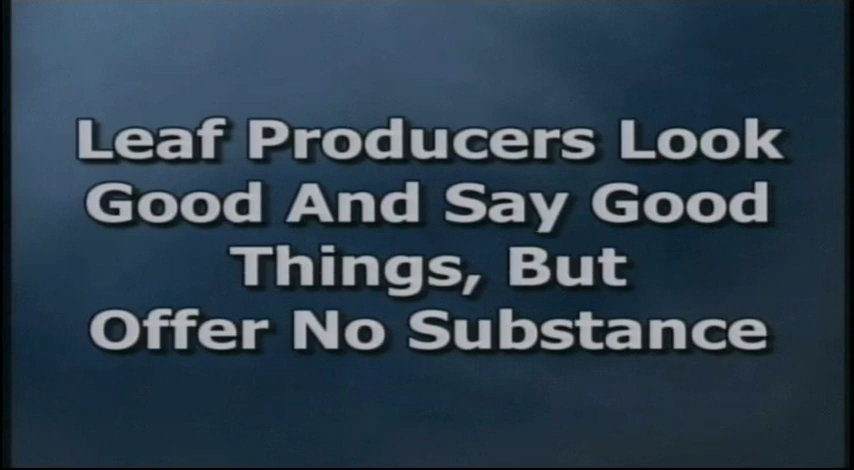 Leaf Producers Look
Good And Say Good
Things, But
Offer No Substance